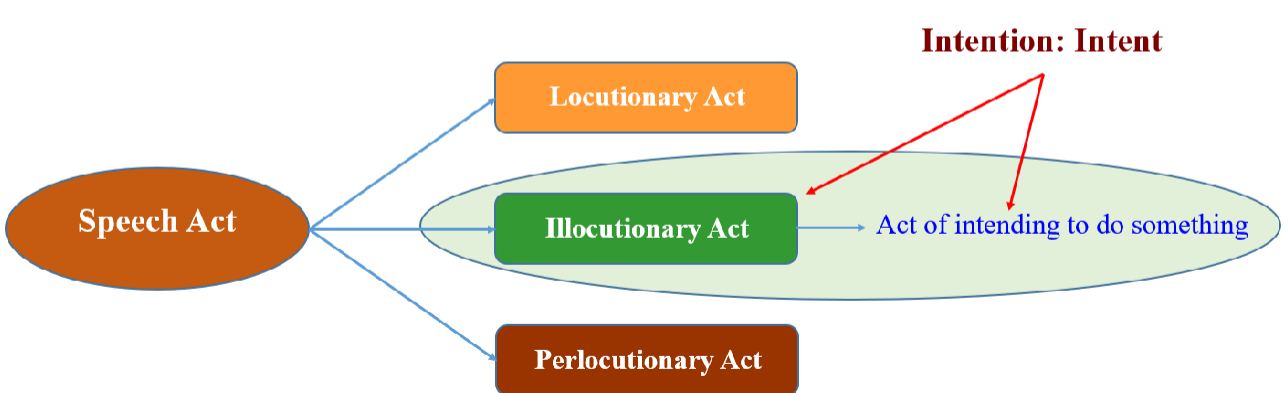 Intention: Intent
Locutionary Act
Speech Act
Illocutionary Act
Act of intending to do something
Perlocutionary Act